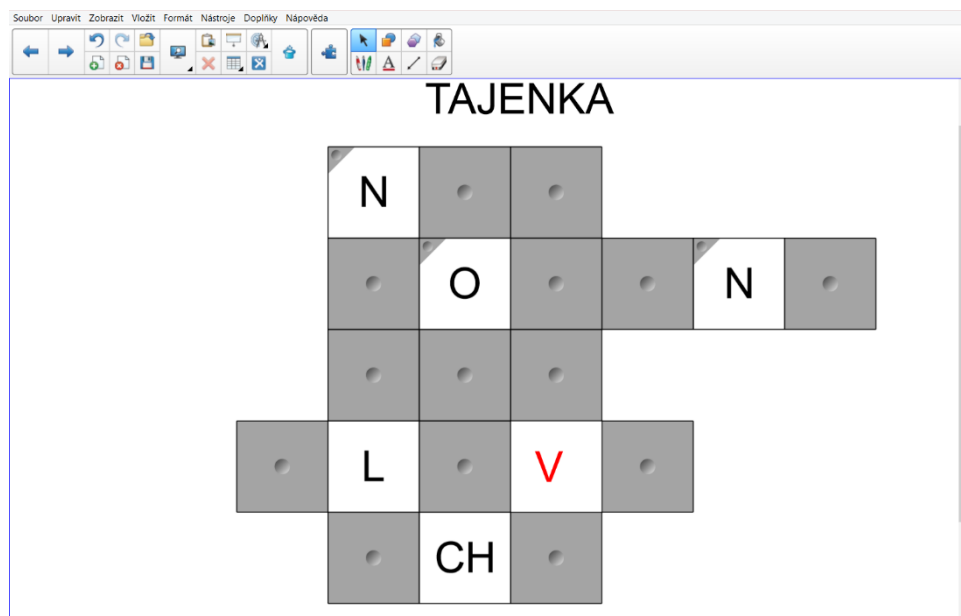 Soubor Upravit Zobrazit Vložit Formát Nástroje Doplňky Nápověda
TAJENKA
N
O N
L V
CH